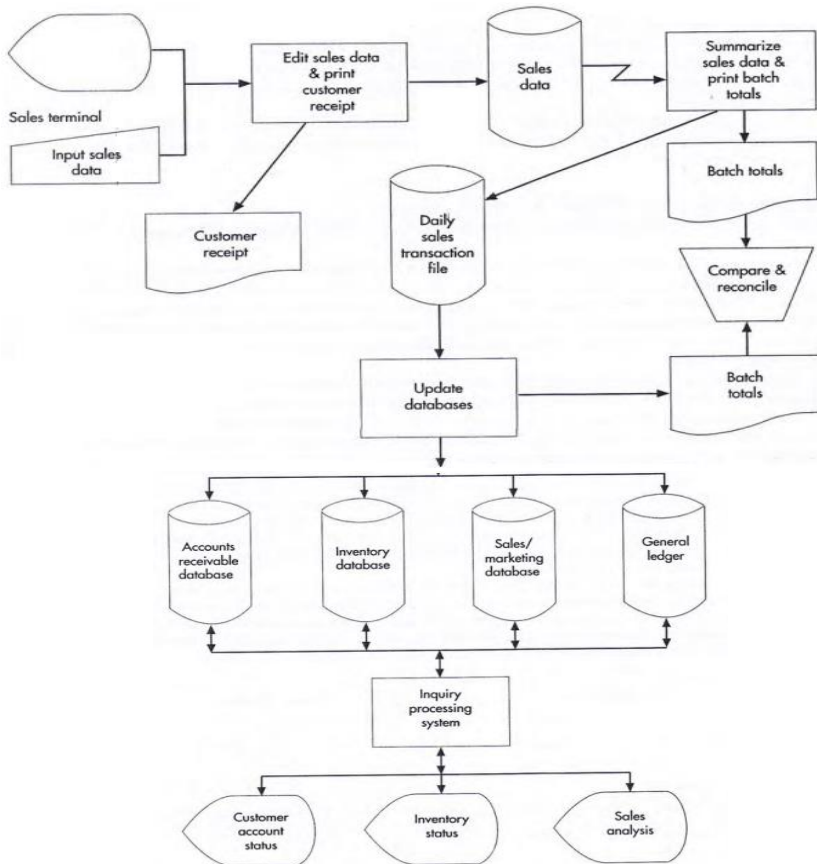 Edit sales data
& print
customer
receipt
Sales
data
Summarize
sales data &
print batch
totals
Sales terminal
Input sales
data
Batch totals
Customer
receipt
Daily
sales
transaction
file
Compare &
reconcile
Update
databases
Batch
totals
Accounts
receivable
database
Inventory
database
Sales/
marketing
database
General
ledger
Inquiry
processing
system
Customer
account
status
Inventory
status
Sales
analysis